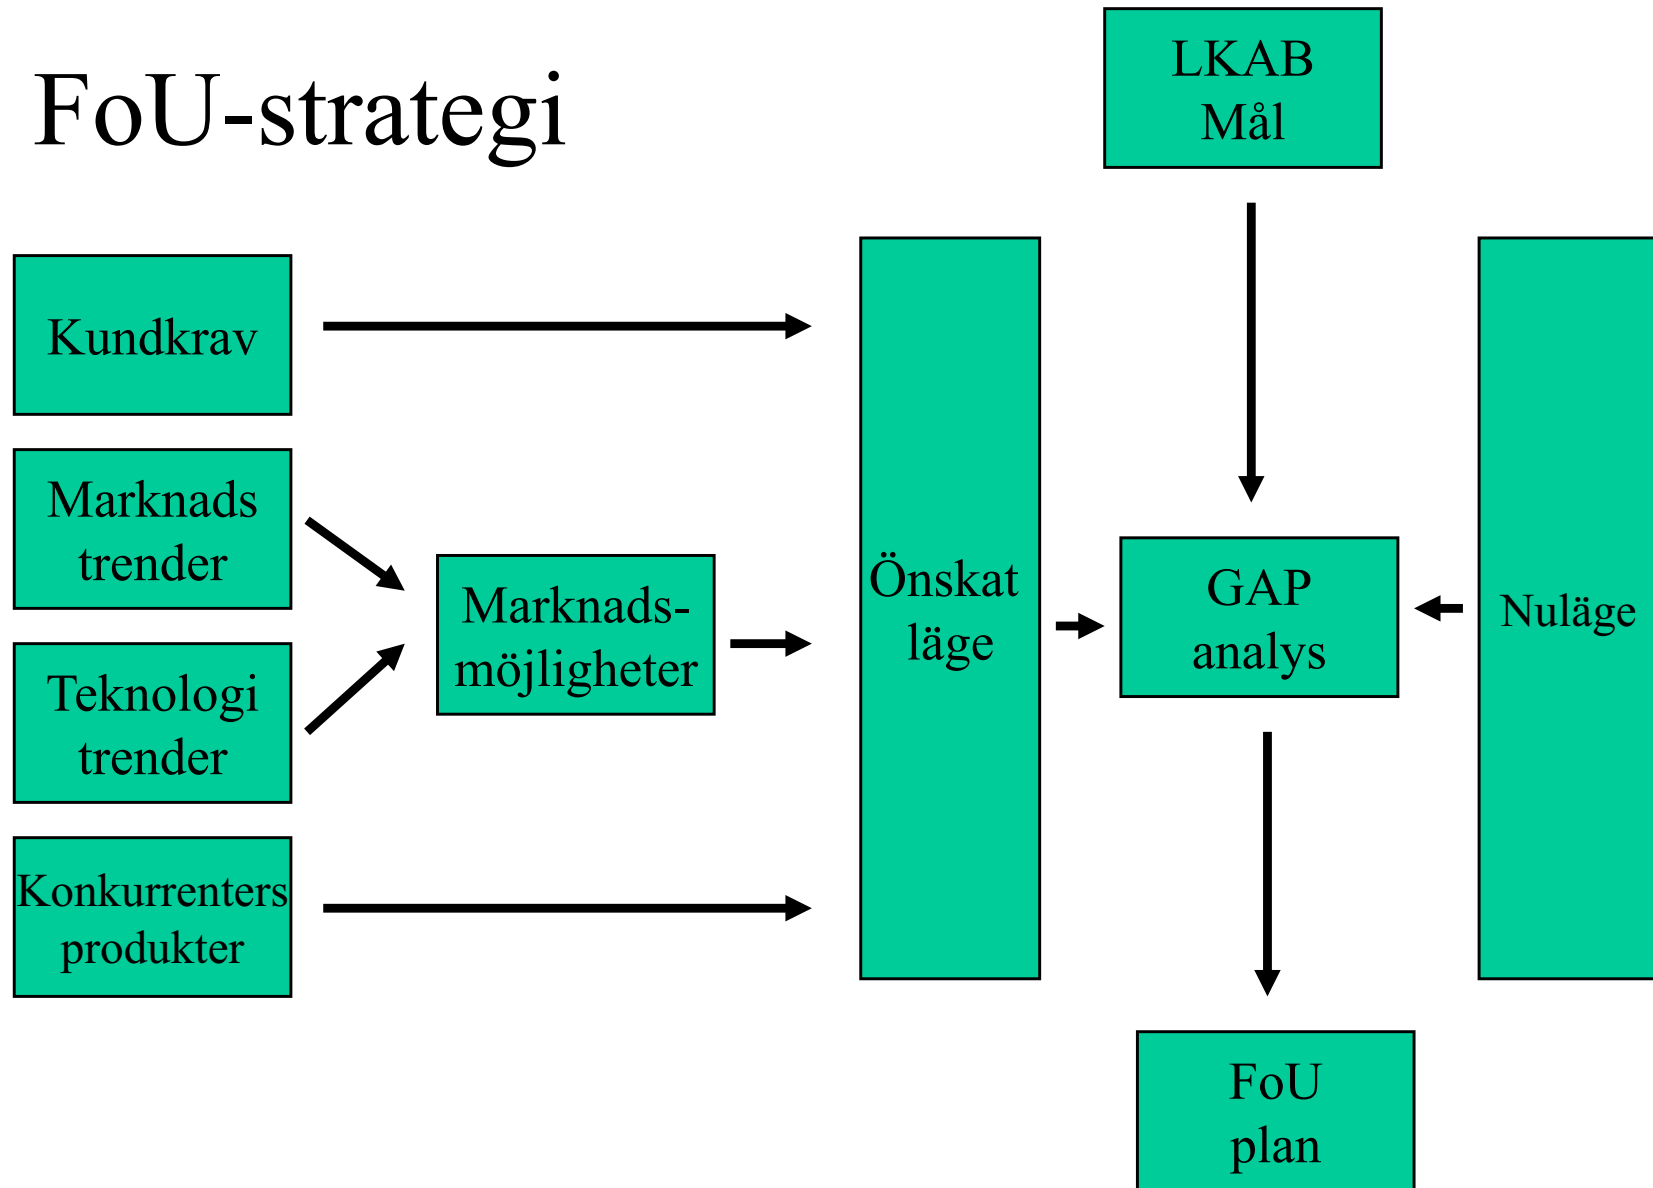 FoU-strategi
LKAB
Mål
Kundkrav
Marknads
trender
Teknologi
trender
Konkurrenters
produkter
Marknads-
möjligheter
Önskat
läge
GAP
analys
Nuläge
FoU
plan